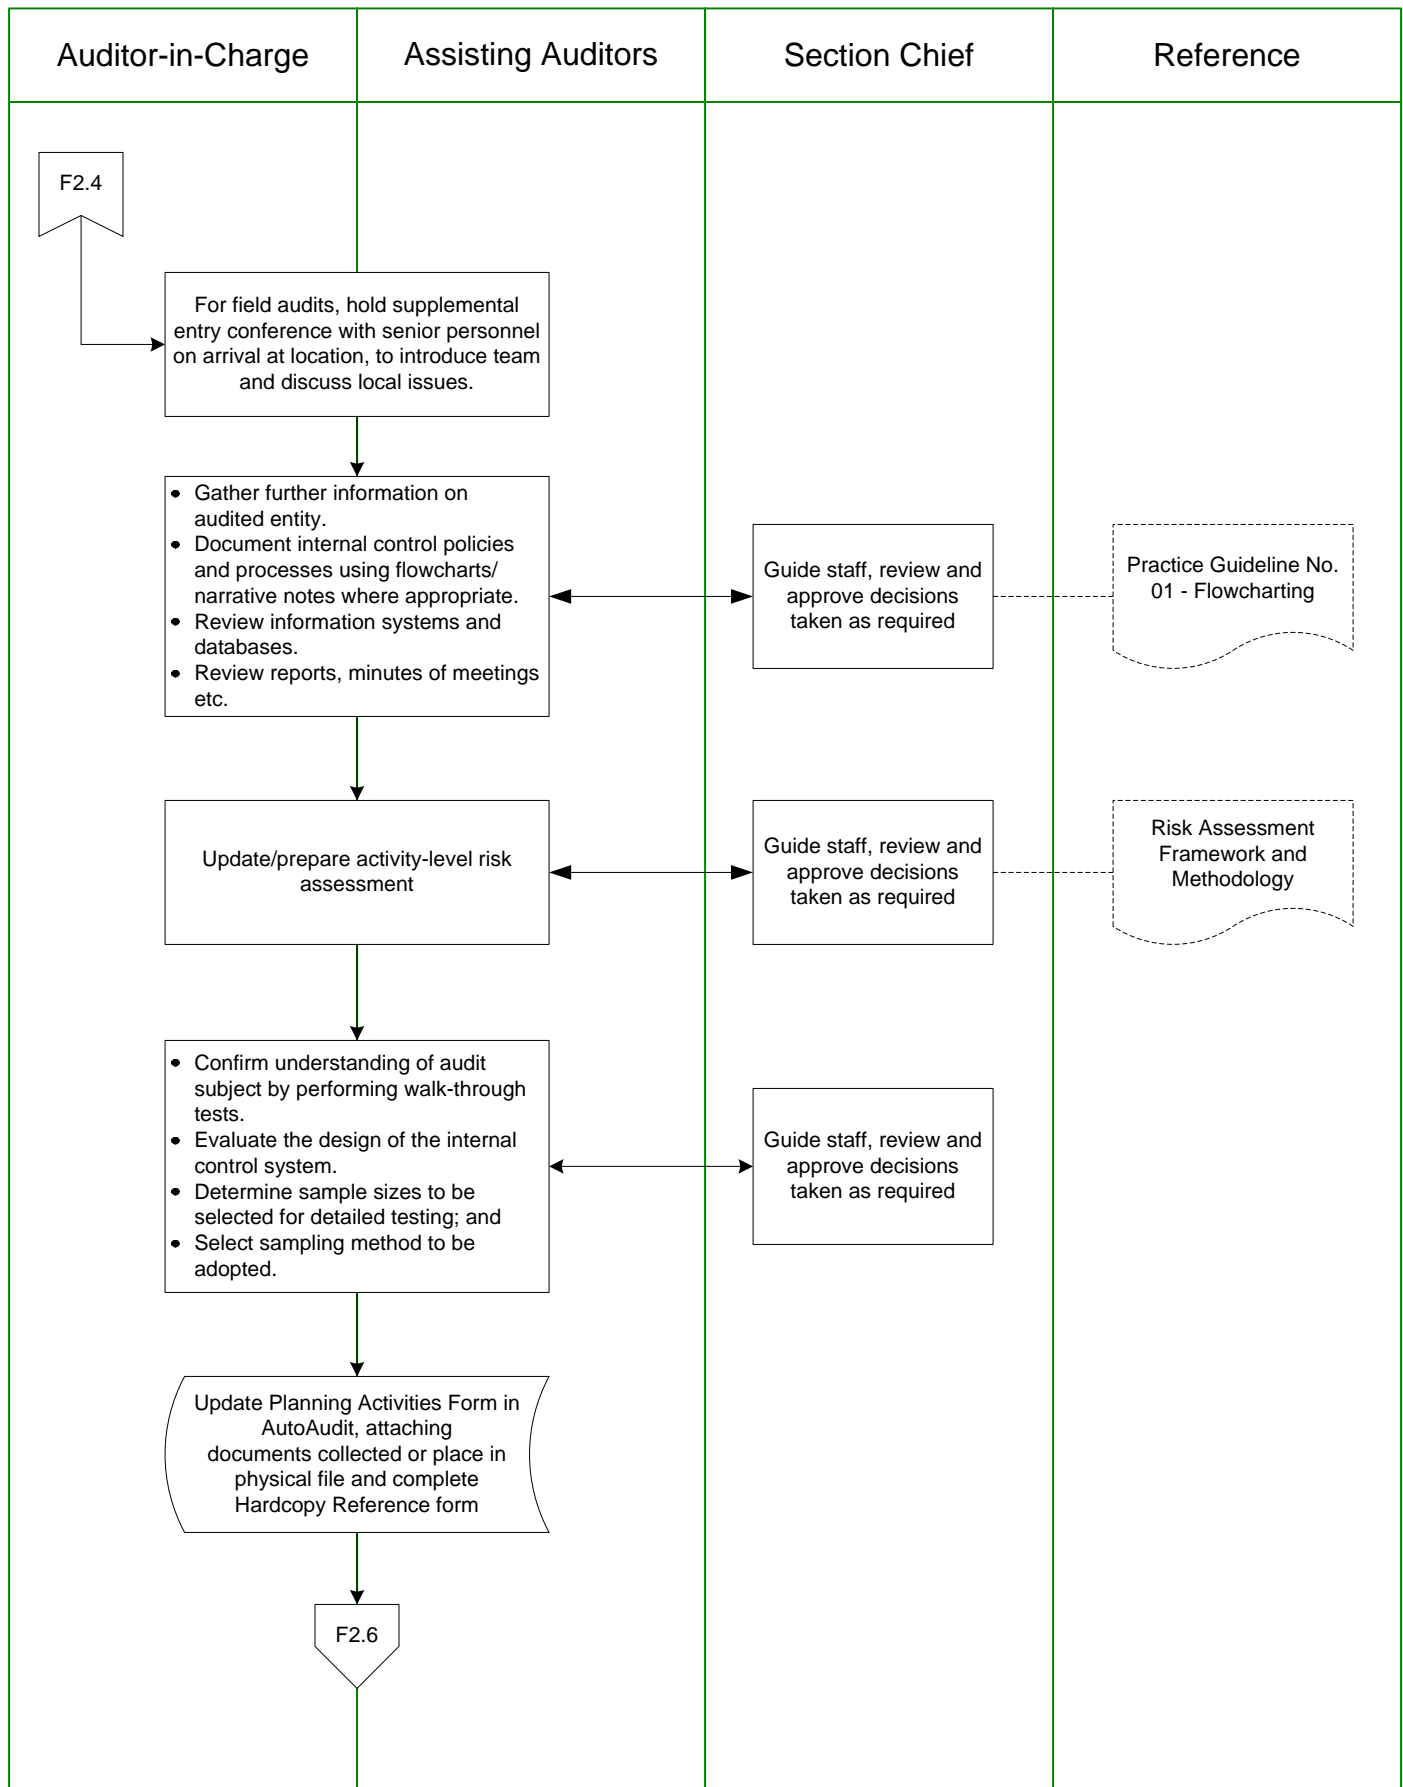 Auditor-in-Charge
Assisting Auditors
Section Chief
Reference
F2.4
For field audits, hold supplemental
entry conference with senior personnel
on arrival at location, to introduce team
and discuss local issues.
• Gather further information on
audited entity.
• Document internal control policies
and processes using flowcharts/
narrative notes where appropriate.
• Review information systems and
databases.
• Review reports, minutes of meetings
etc.
Guide staff, review and
approve decisions
taken as required
Practice Guideline No.
01 - Flowcharting
Update/prepare activity-level risk
assessment
Guide staff, review and
approve decisions
taken as required
Risk Assessment
Framework and
Methodology
• Confirm understanding of audit
subject by performing walk-through
tests.
• Evaluate the design of the internal
control system.
• Determine sample sizes to be
selected for detailed testing; and
• Select sampling method to be
adopted.
Guide staff, review and
approve decisions
taken as required
Update Planning Activities Form in
AutoAudit, attaching
documents collected or place in
physical file and complete
Hardcopy Reference form
F2.6